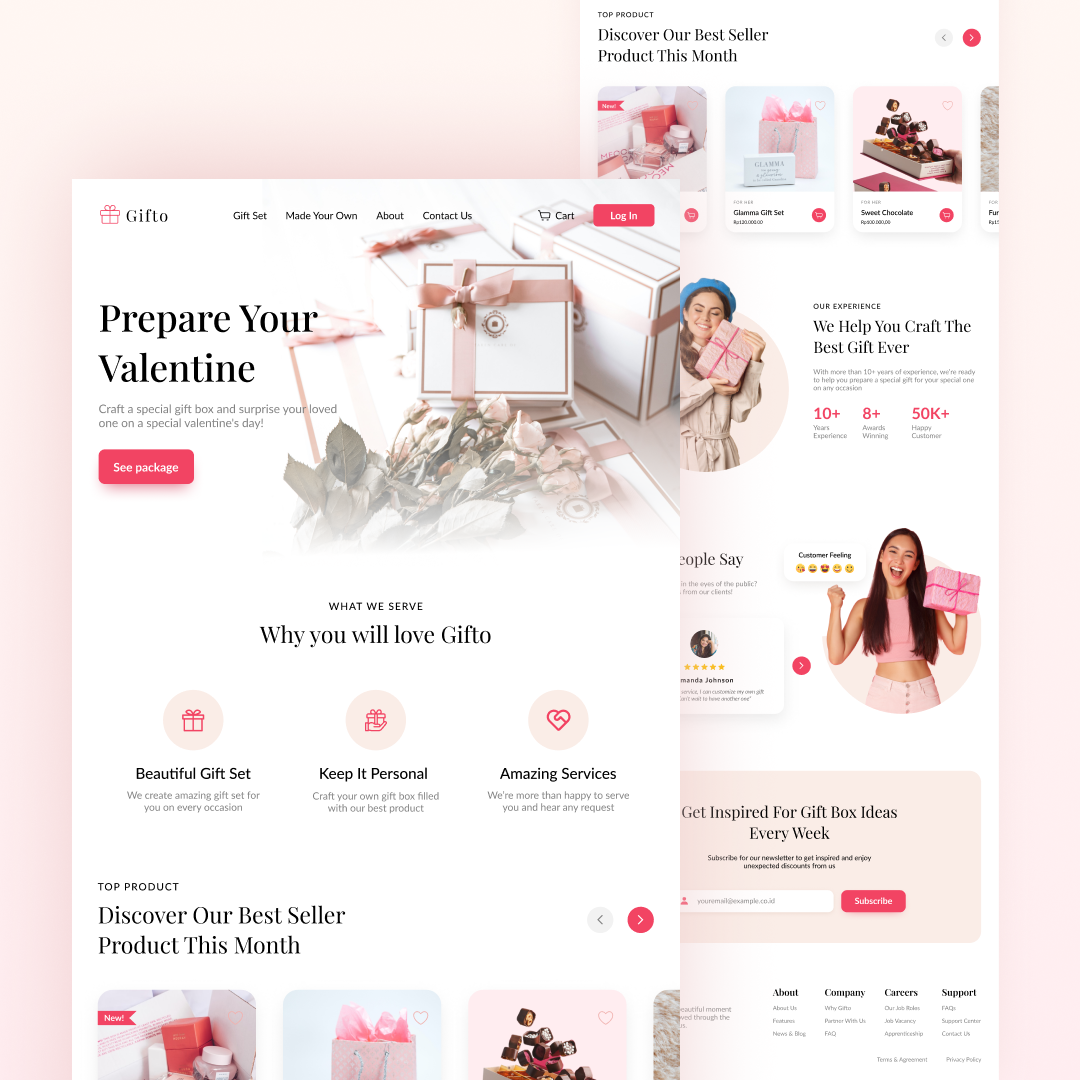 Gifto
Gift Set
Made Your Own
About
Contact Us
Cart
Log In
Prepare Your
Valentine
Craft a special gift box and surprise your loved
one on a special valentine's day!
See package
WHAT WE SERVE
Why you will love Gifto
Beautiful Gift Set
We create amazing gift set for
you on every occasion
Keep It Personal
Craft your own gift box filled
with our best product
Amazing Services
We're more than happy to serve
you and hear any request
TOP PRODUCT
Discover Our Best Seller
Product This Month
New!
TOP PRODUCT
Discover Our Best Seller
Product This Month
New!
GLAMMA
FOR HER
Glamma Gift Set
Rp120.000.00
FOR HER
Sweet Chocolate
Rp100.000,00
Fur
OUR EXPERIENCE
We Help You Craft The
Best Gift Ever
With more than 10+ years of experience, we're ready
to help you prepare a special gift for your special one
on any occasion
10+
Years
Experience
8+
Awards
Winning
50K+
Happy
Customer
eople Say
in the eyes of the public?
from our clients!
Customer Feeling
manda Johnson
service, I can customize my own gift
an't wait to have another one"
Get Inspired For Gift Box Ideas
Every Week
Subscribe for our newsletter to get inspired and enjoy
unexpected discounts from us
youremail@example.co.id
Subscribe
eautiful moment
ved through the
About
About Us
Features
News & Blog
Company
Why Gifto
Partner With Us
FAQ
Careers
Our Job Roles
Job Vacancy
Apprenticeship
Support
FAQs
Support Center
Contact Us
Terms & Agreement
Privacy Policy